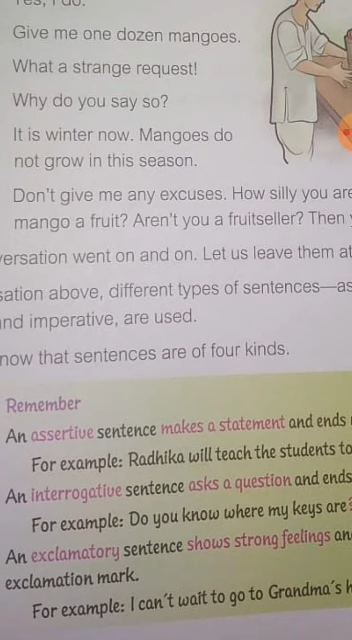 Yes, I do.
Give me one dozen mangoes.
What a strange request!
Why do you say so?
It is winter now. Mangoes do
not grow in this season.
Don't give me any excuses. How silly you are
mango a fruit? Aren't you a fruitseller? Then
versation went on and on. Let us leave them at
sation above, different types of sentences—as
and imperative, are used.
now that sentences are of four kinds.
Remember
An assertive sentence makes a statement and ends
For example: Radhika will teach the students to
An interrogative sentence asks a question and ends
For example: Do you know where my keys are?
An exclamatory sentence shows strong feelings an
exclamation mark.
For example: I can't wait to go to Grandma's h